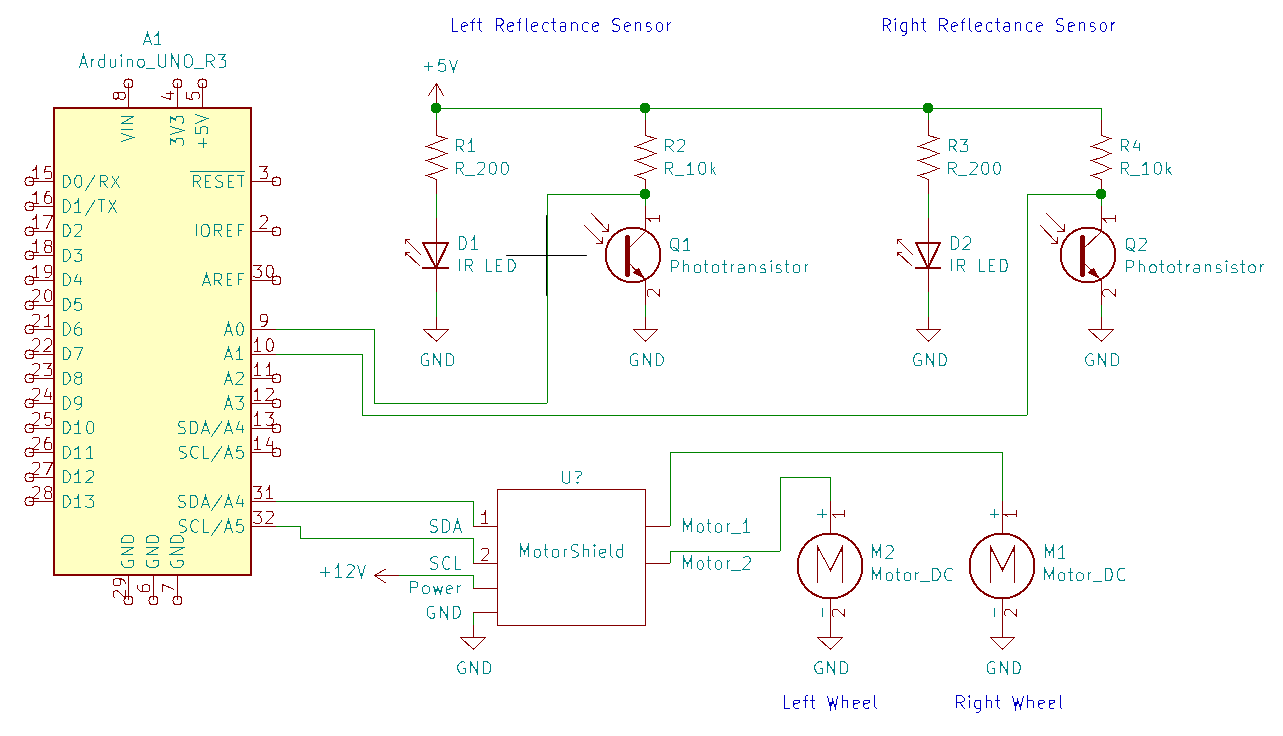 Left Reflectance Sensor
Right Reflectance Sensor
A1
Arduino_UNO_R3
+5V
8
4
5
VIN
3V3
+5V
15
D0/RX
RESET
3
16
D1/TX
17
D2
IOREF
2
18
D3
19
D4
AREF
30
20
D5
21
D6
A0
9
22
D7
A1
10
23
D8
A2
11
24
D9
A3
12
25
D10
SDA/A4
13
26
D11
SCL/A5
14
27
D12
28
D13
SDA/A4
31
SCL/A5
32
GND
GND
GND
29
6
7
R1
R_200
R2
R_10k
R3
R_200
R4
R_10k
D1
IR LED
1
Q1
Phototransistor
2
D2
IR LED
1
Q2
Phototransistor
2
GND
GND
GND
GND
U?
SDA
1
Motor_1
MotorShield
SCL
2
Motor_2
+12V
Power
GND
GND
+
1
M2
Motor_DC
-
2
GND
+
1
M1
Motor_DC
-
2
GND
Left Wheel
Right Wheel